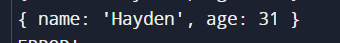 { name: 'Hayden', age: 31 }